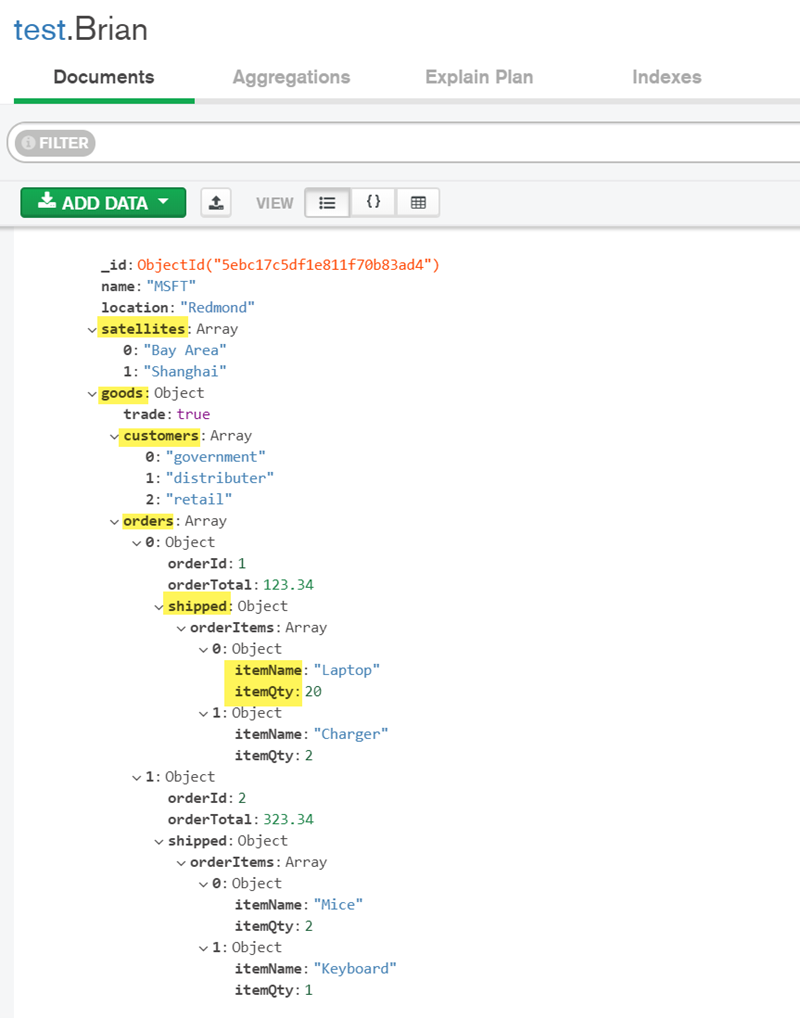 test.Brian
Documents Aggregations Explain Plan Indexes
FILTER
ADD DATA VIEW {}
_id: ObjectId("5ebc17c5df1e811f70b83ad4")
name: "MSFT"
location: "Redmond"
satellites: Array
0: "Bay Area"
1: "Shanghai"
goods: Object
trade: true
customers: Array
0: "government"
1: "distributer"
2: "retail"
orders: Array
0: Object
orderId: 1
orderTotal: 123.34
shipped: Object
orderItems: Array
0: Object
itemName: "Laptop"
itemQty: 20
1: Object
itemName: "Charger"
itemQty: 2
1: Object
orderId: 2
orderTotal: 323.34
shipped: Object
orderItems: Array
0: Object
itemName: "Mice"
itemQty: 2
1: Object
itemName: "Keyboard"
itemQty: 1